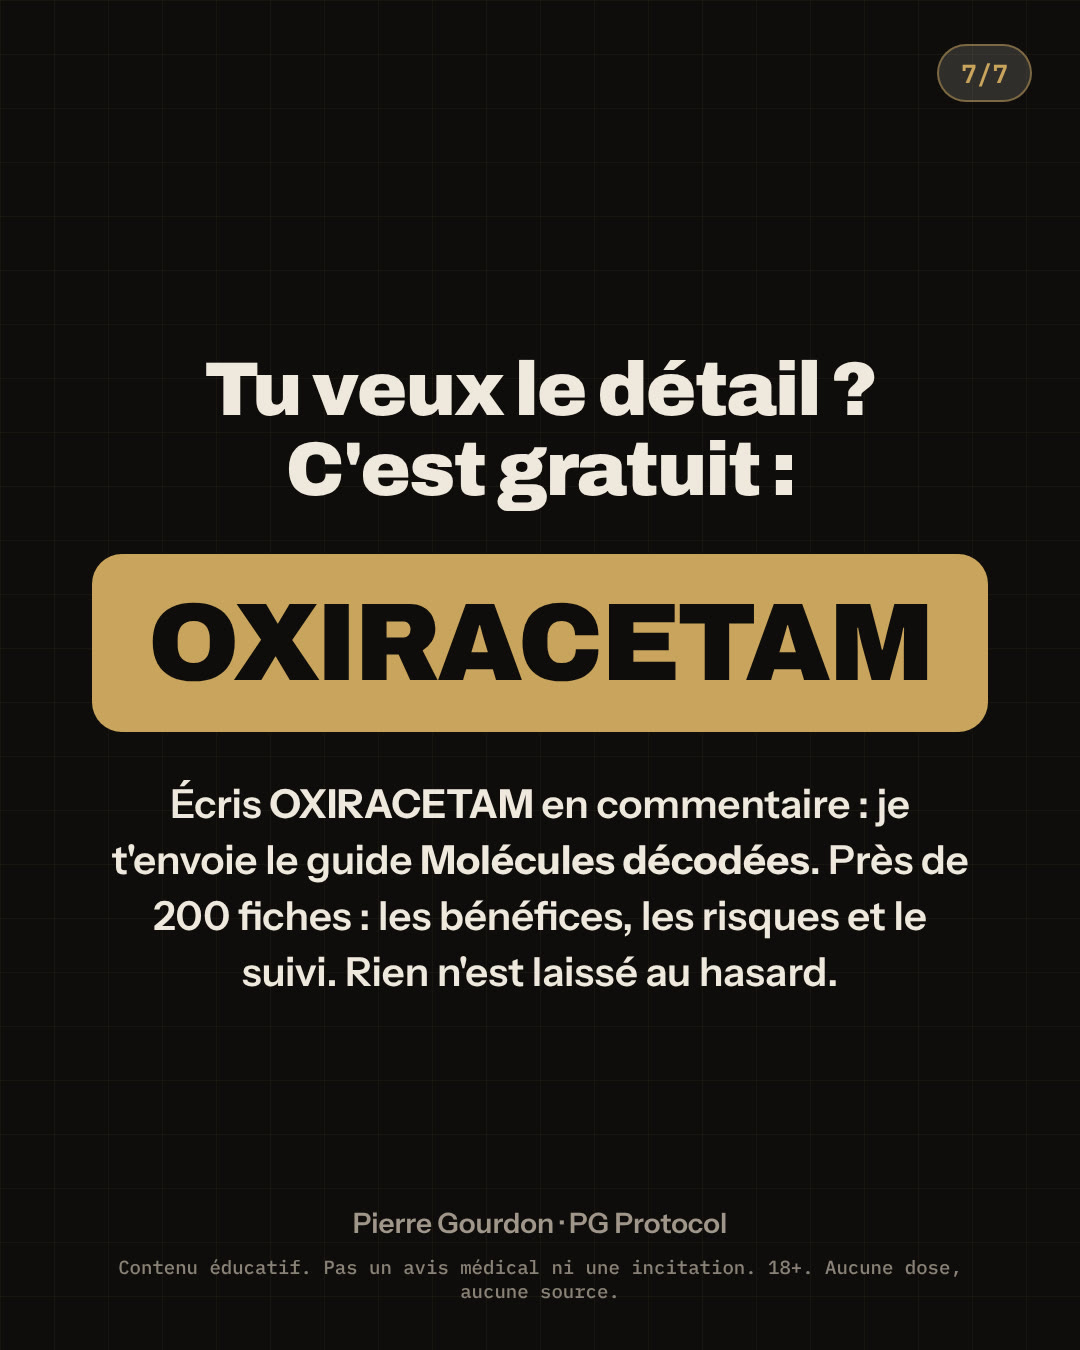 7/7
Tu veux le détail ?
C'est gratuit :
OXIRACETAM
Écris OXIRACETAM en commentaire : je
t'envoie le guide Molécules décodées. Près de
200 fiches : les bénéfices, les risques et le
suivi. Rien n'est laissé au hasard.
Pierre Gourdon · PG Protocol
Contenu éducatif. Pas un avis médical ni une incitation. 18+. Aucune dose,
aucune source.